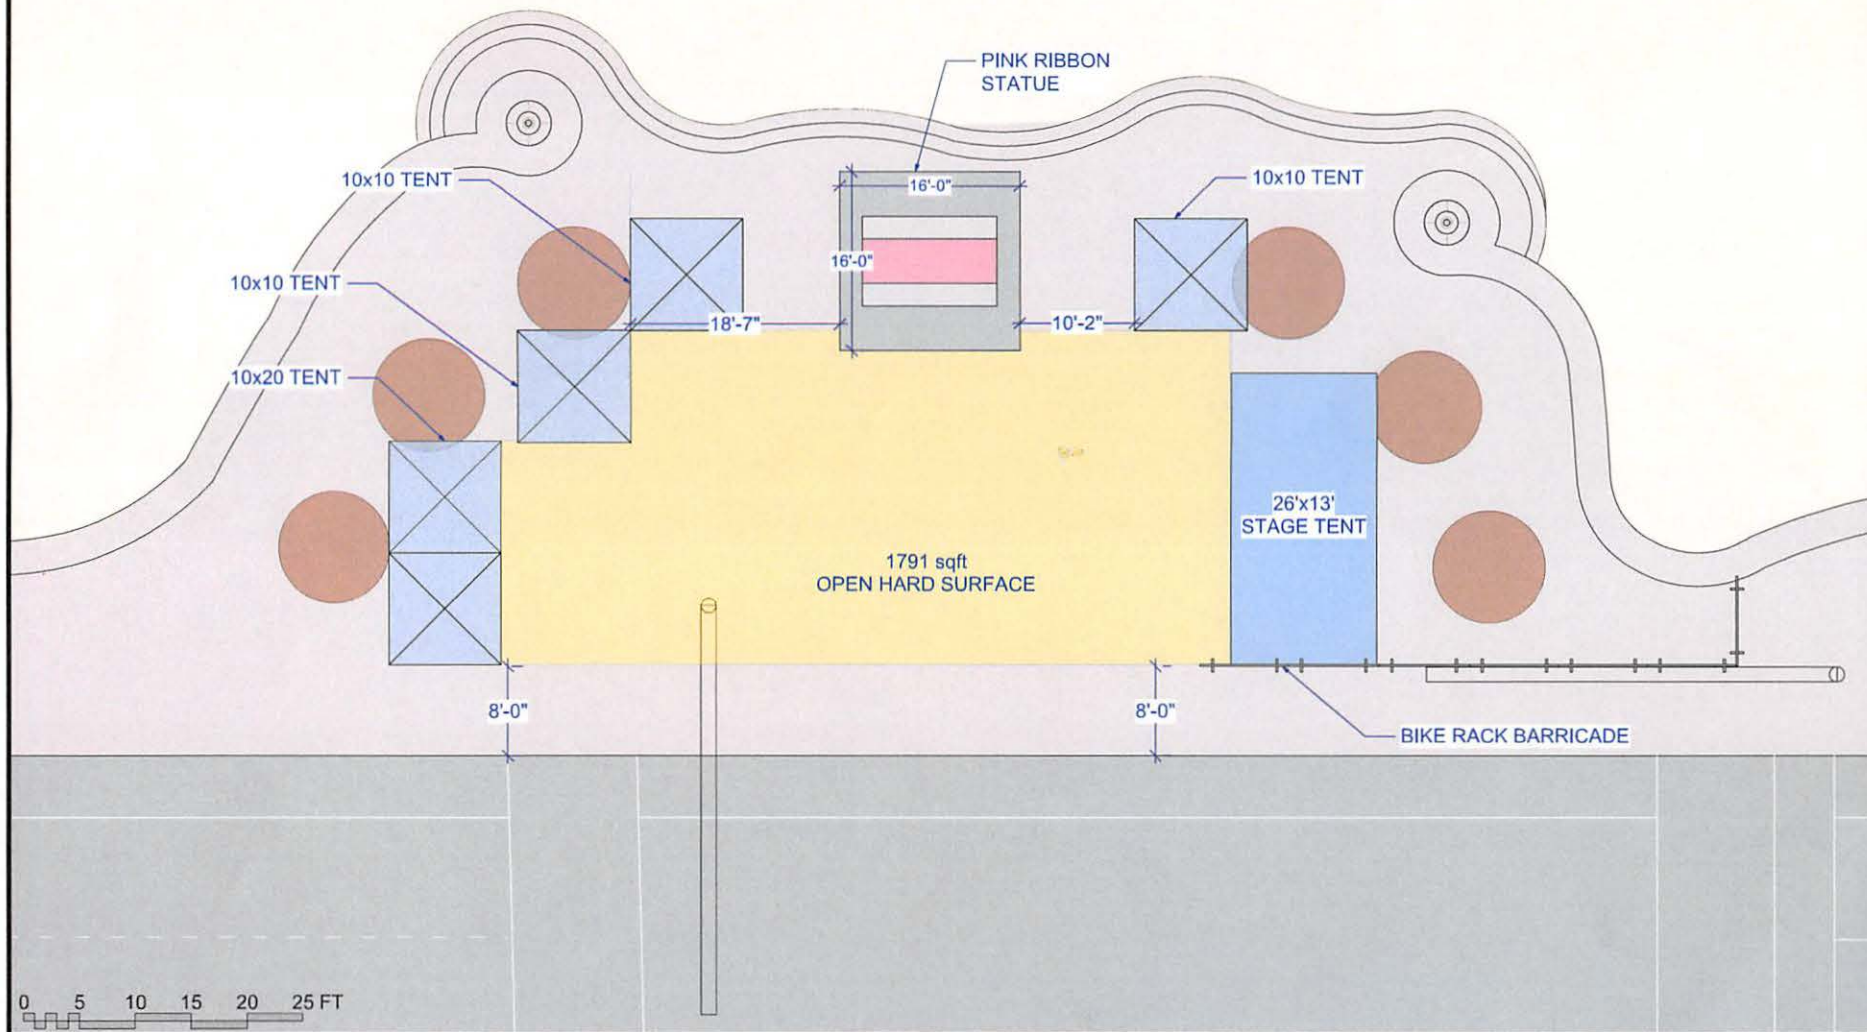 PINK RIBBON
STATUE
10x10 TENT
16'-0"
10x10 TENT
16'-0"
10x10 TENT
18'-7"
10'-2"
10x20 TENT
26'x13'
STAGE TENT
1791 sqft
OPEN HARD SURFACE
8'-0"
8'-0"
BIKE RACK BARRICADE
0 5 10 15 20 25 FT